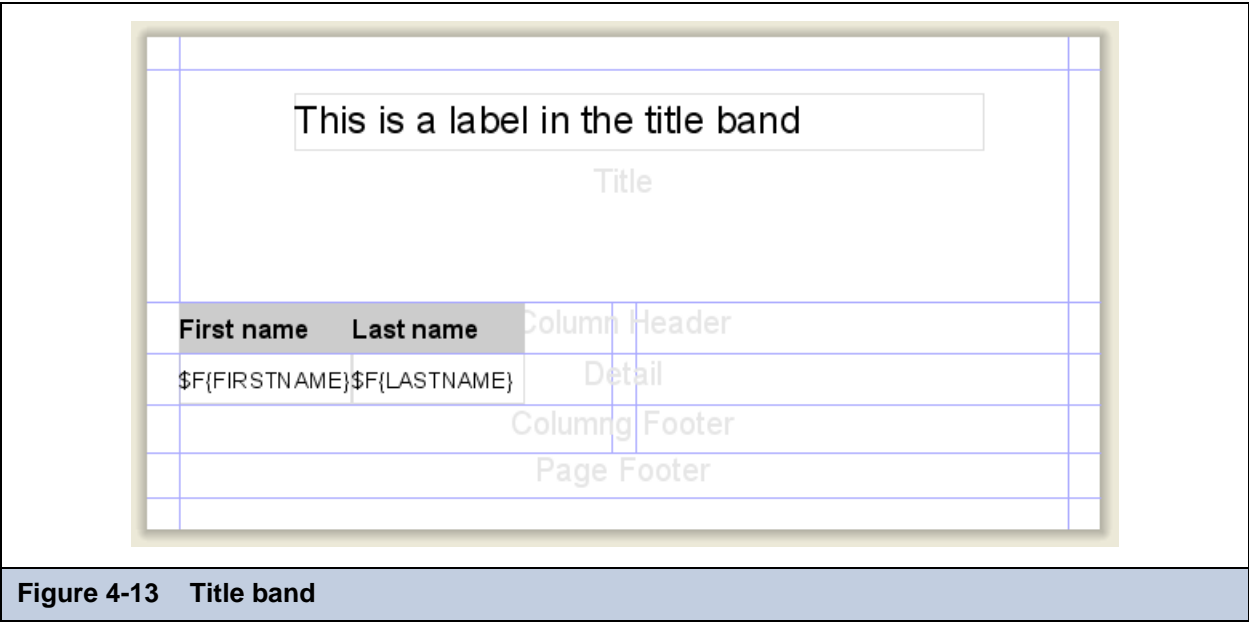 This is a label in the title band
Title
First name Last name Column Header
$F{FIRSTNAME} $F{LASTNAME} Detail
Columng Footer
Page Footer
Figure 4-13 Title band